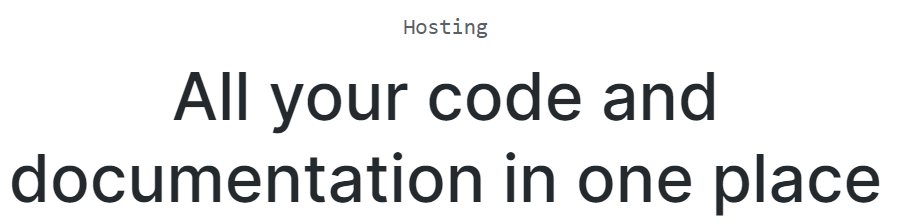 Hosting
All your code and
documentation in one place